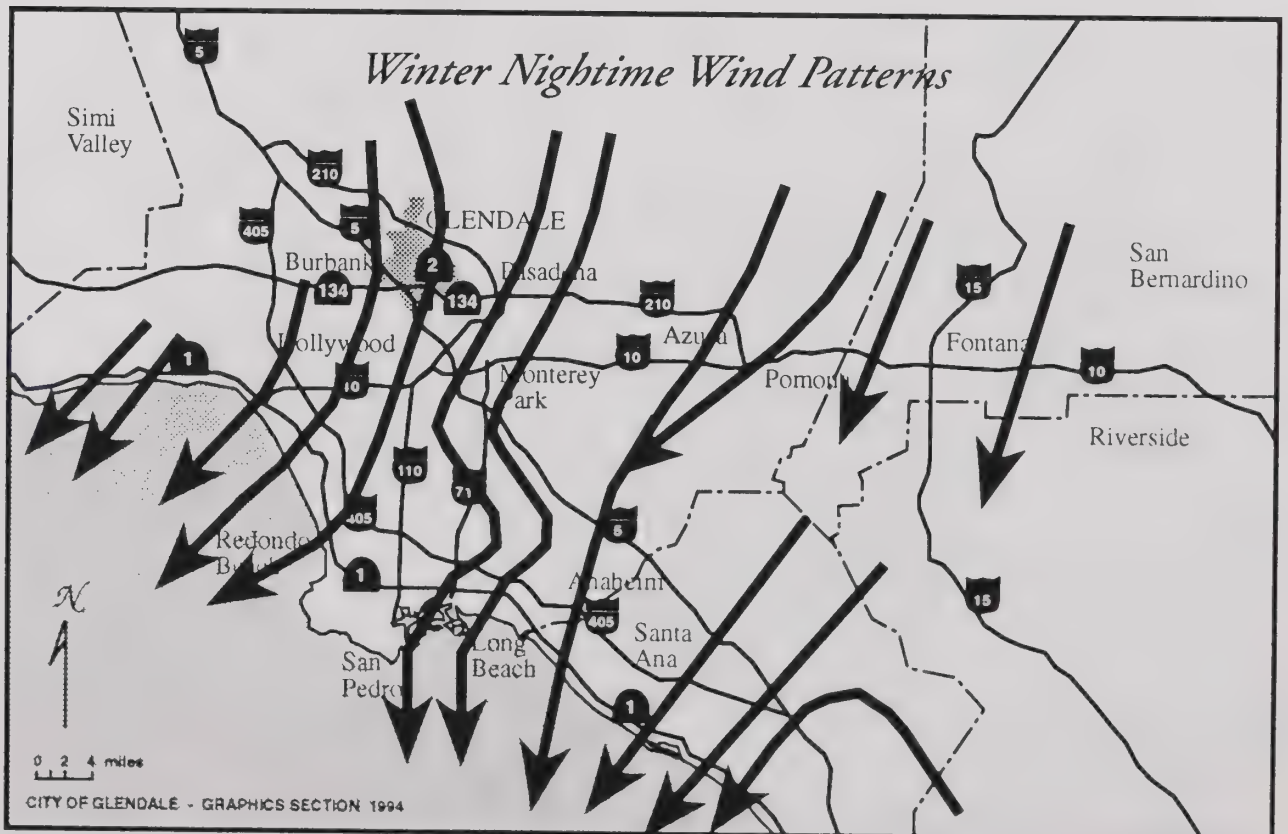 Winter Nightime Wind Patterns
5
Simi
Valley
210
405
5
GLENDALE
Burbank
2
Pasadena
134
134
210
15
San
Bernardino
1
Hollywood
10
Azusa
Fontana
10
10
Monterey
Park
Pomona
Riverside
110
71
405
5
Redondo
Beach
1
Anaheim
15
405
N
San
Pedro
Long
Beach
Santa
Ana
1
0 2 4 miles
CITY OF GLENDALE - GRAPHICS SECTION 1994